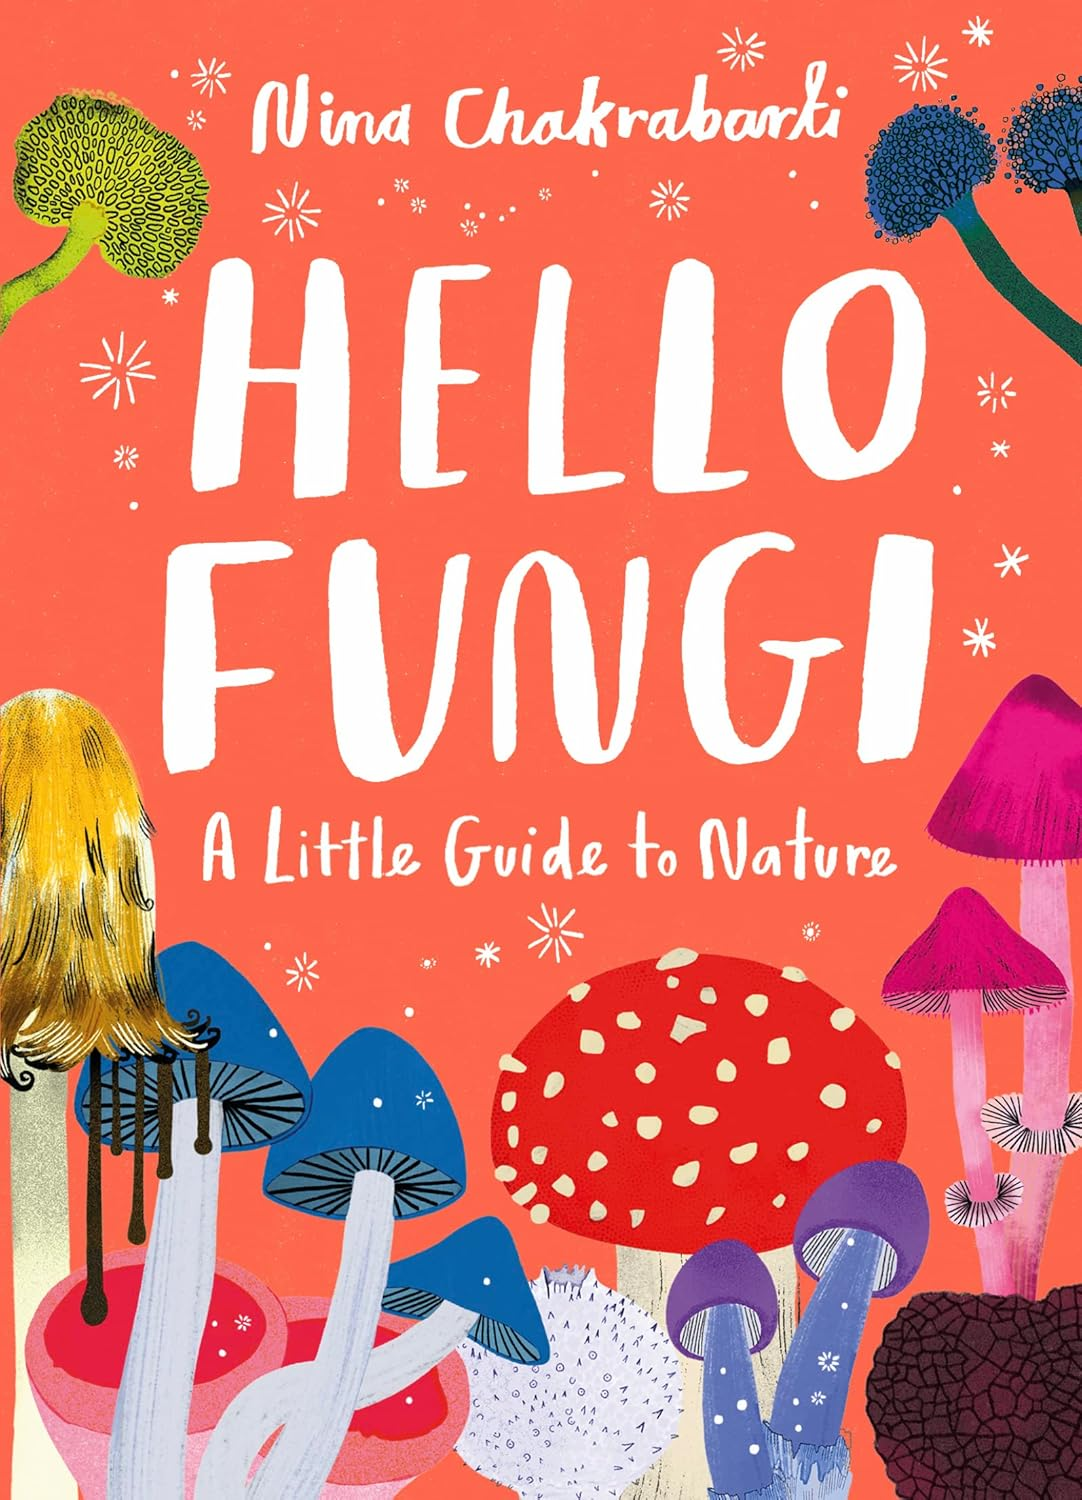 Nina Chakrabarti
HELLO
FUNGI
A Little Guide to Nature